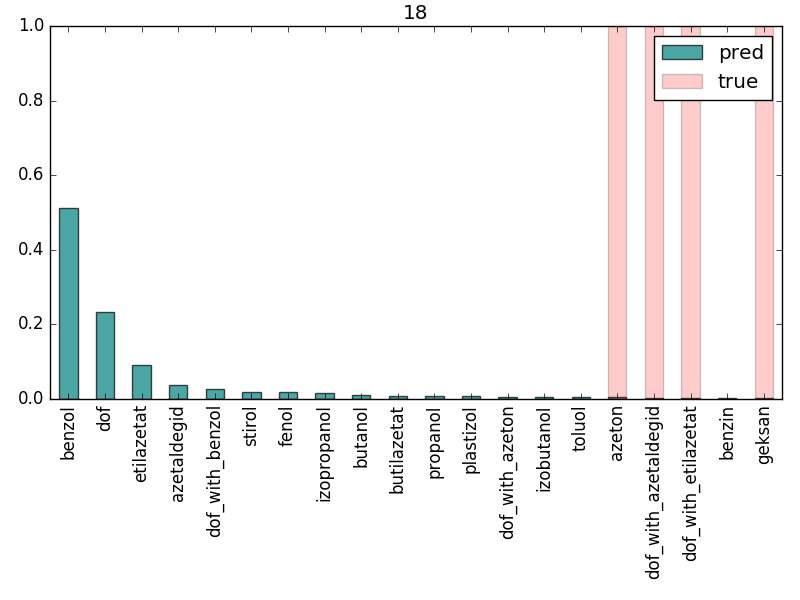 18
1.0
0.8
0.6
0.4
0.2
0.0
pred
true
benzol
dof
etilazetat
azetaldegid
dof_with_benzol
stirol
fenol
izopropanol
butanol
butilazetat
propanol
plastizol
dof_with_azeton
izobutanol
toluol
azeton
dof_with_azetaldegid
dof_with_etilazetat
benzin
geksan